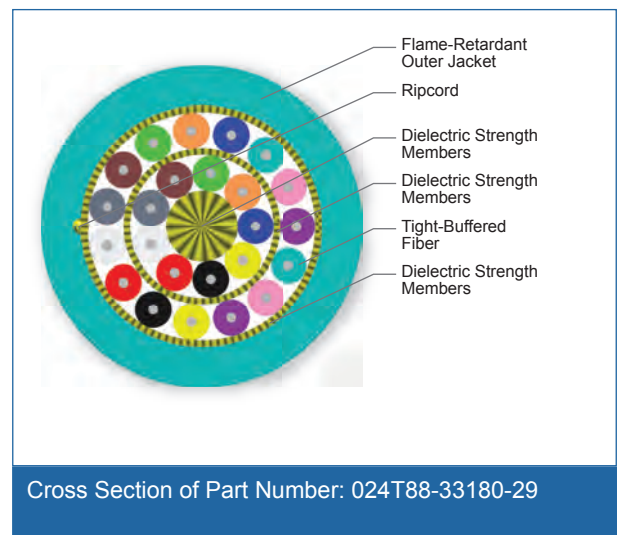 Flame-Retardant
Outer Jacket
Ripcord
Dielectric Strength
Members
Dielectric Strength
Members
Tight-Buffered
Fiber
Dielectric Strength
Members
Cross Section of Part Number: 024T88-33180-29